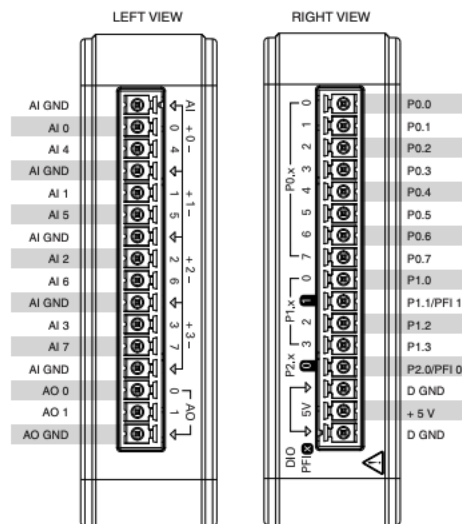 LEFT VIEW
RIGHT VIEW
AI GND
AI 0
AI 4
AI GND
AI 1
AI 5
AI GND
AI 2
AI 6
AI GND
AI 3
AI 7
AI GND
AO 0
AO 1
AO GND
AI
0
4
1
5
2
6
3
7
0
1
+ 0 -
+ 1 -
+ 2 -
+ 3 -
AO
P0.x
P1.x
P2.x
0
1
2
3
4
5
6
7
0
1
2
3
0
5V
DIO
PFI X
P0.0
P0.1
P0.2
P0.3
P0.4
P0.5
P0.6
P0.7
P1.0
P1.1/PFI 1
P1.2
P1.3
P2.0/PFI 0
D GND
+ 5 V
D GND